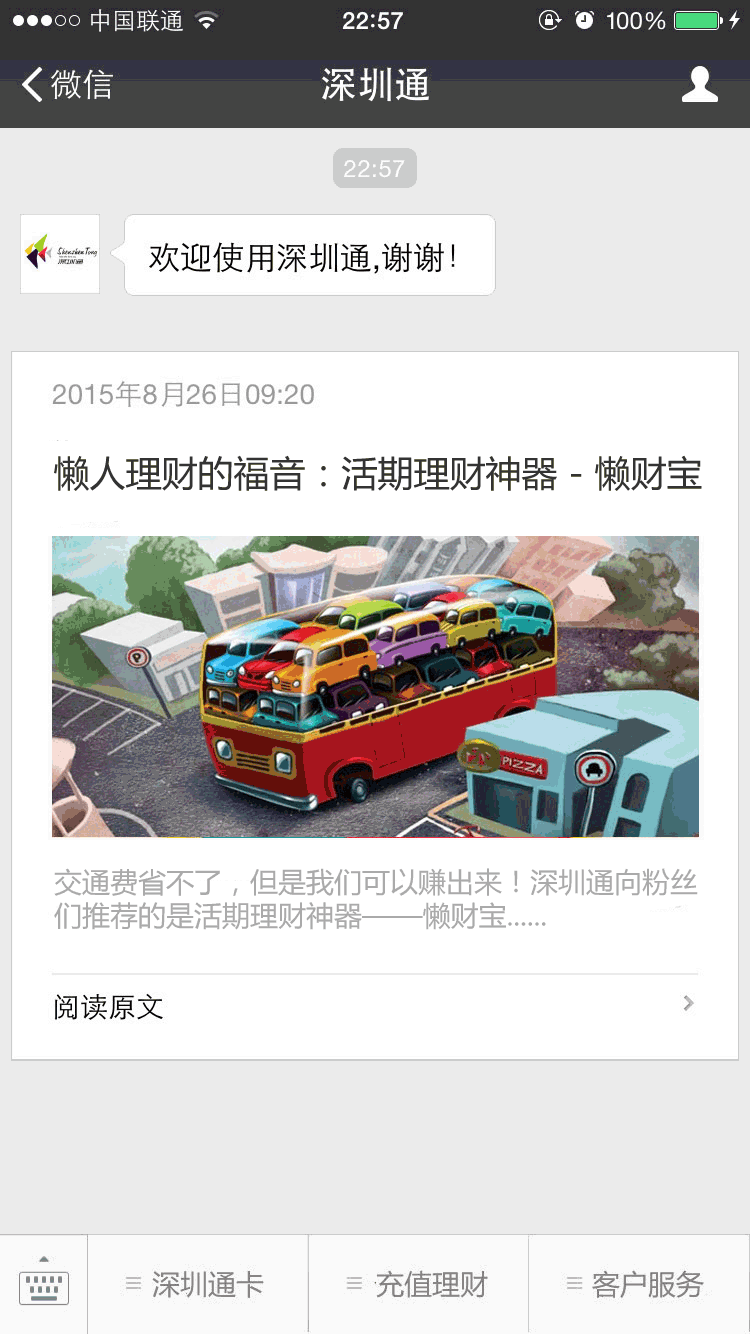 中国联通 22:57 100%
微信 深圳通
22:57
Shenzhen Tong
深圳通
欢迎使用深圳通,谢谢!
2015年8月26日09:20
懒人理财的福音：活期理财神器 - 懒财宝
P
PIZZA
交通费省不了，但是我们可以赚出来！深圳通向粉丝
们推荐的是活期理财神器——懒财宝......
阅读原文
深圳通卡 充值理财 客户服务